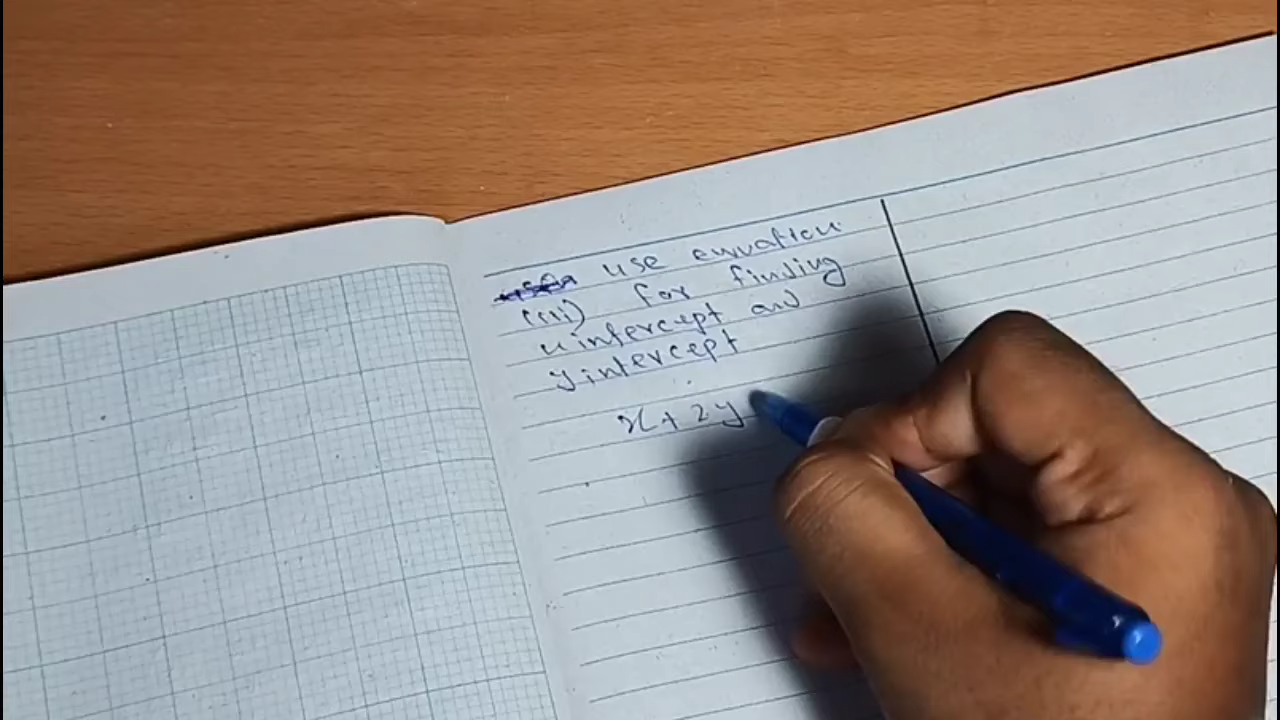 use equation
(iii) for finding
x intercept and
y intercept
x + 2y